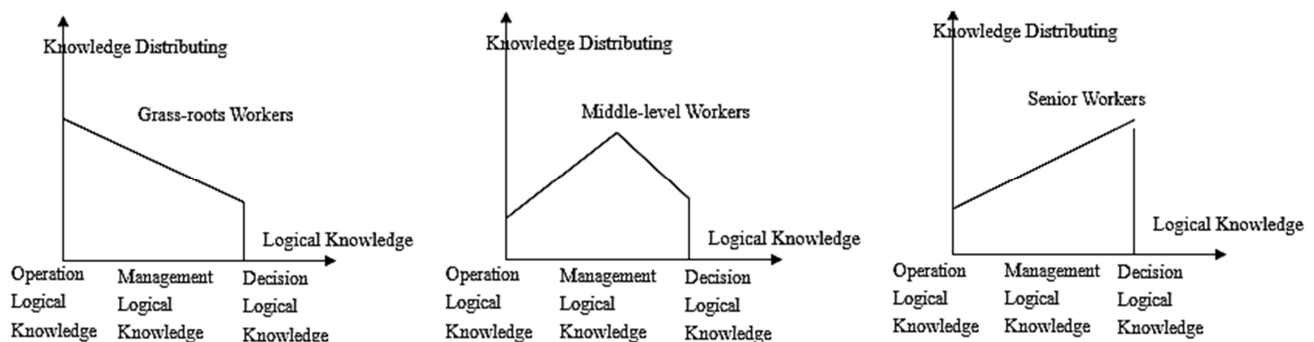 Knowledge Distributing
Grass-roots Workers
Logical Knowledge
Operation
Logical
Knowledge
Management
Logical
Knowledge
Decision
Logical
Knowledge
Knowledge Distributing
Middle-level Workers
Logical Knowledge
Operation
Logical
Knowledge
Management
Logical
Knowledge
Decision
Logical
Knowledge
Knowledge Distributing
Senior Workers
Logical Knowledge
Operation
Logical
Knowledge
Management
Logical
Knowledge
Decision
Logical
Knowledge